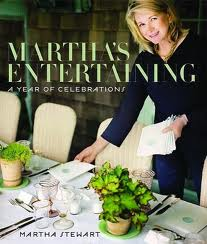 MARTHA'S
ENTERTAINING
A YEAR OF CELEBRATIONS
MARTHA STEWART